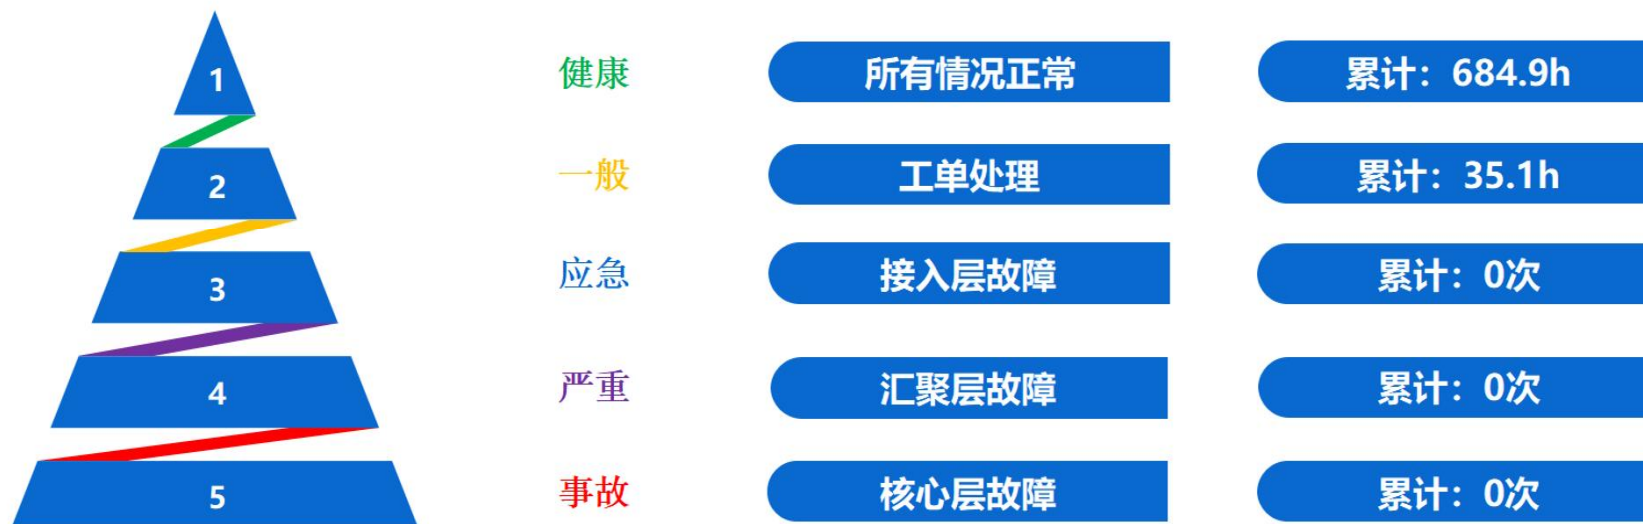 1
健康
所有情况正常
累计：684.9h
2
一般
工单处理
累计：35.1h
3
应急
接入层故障
累计：0次
4
严重
汇聚层故障
累计：0次
5
事故
核心层故障
累计：0次